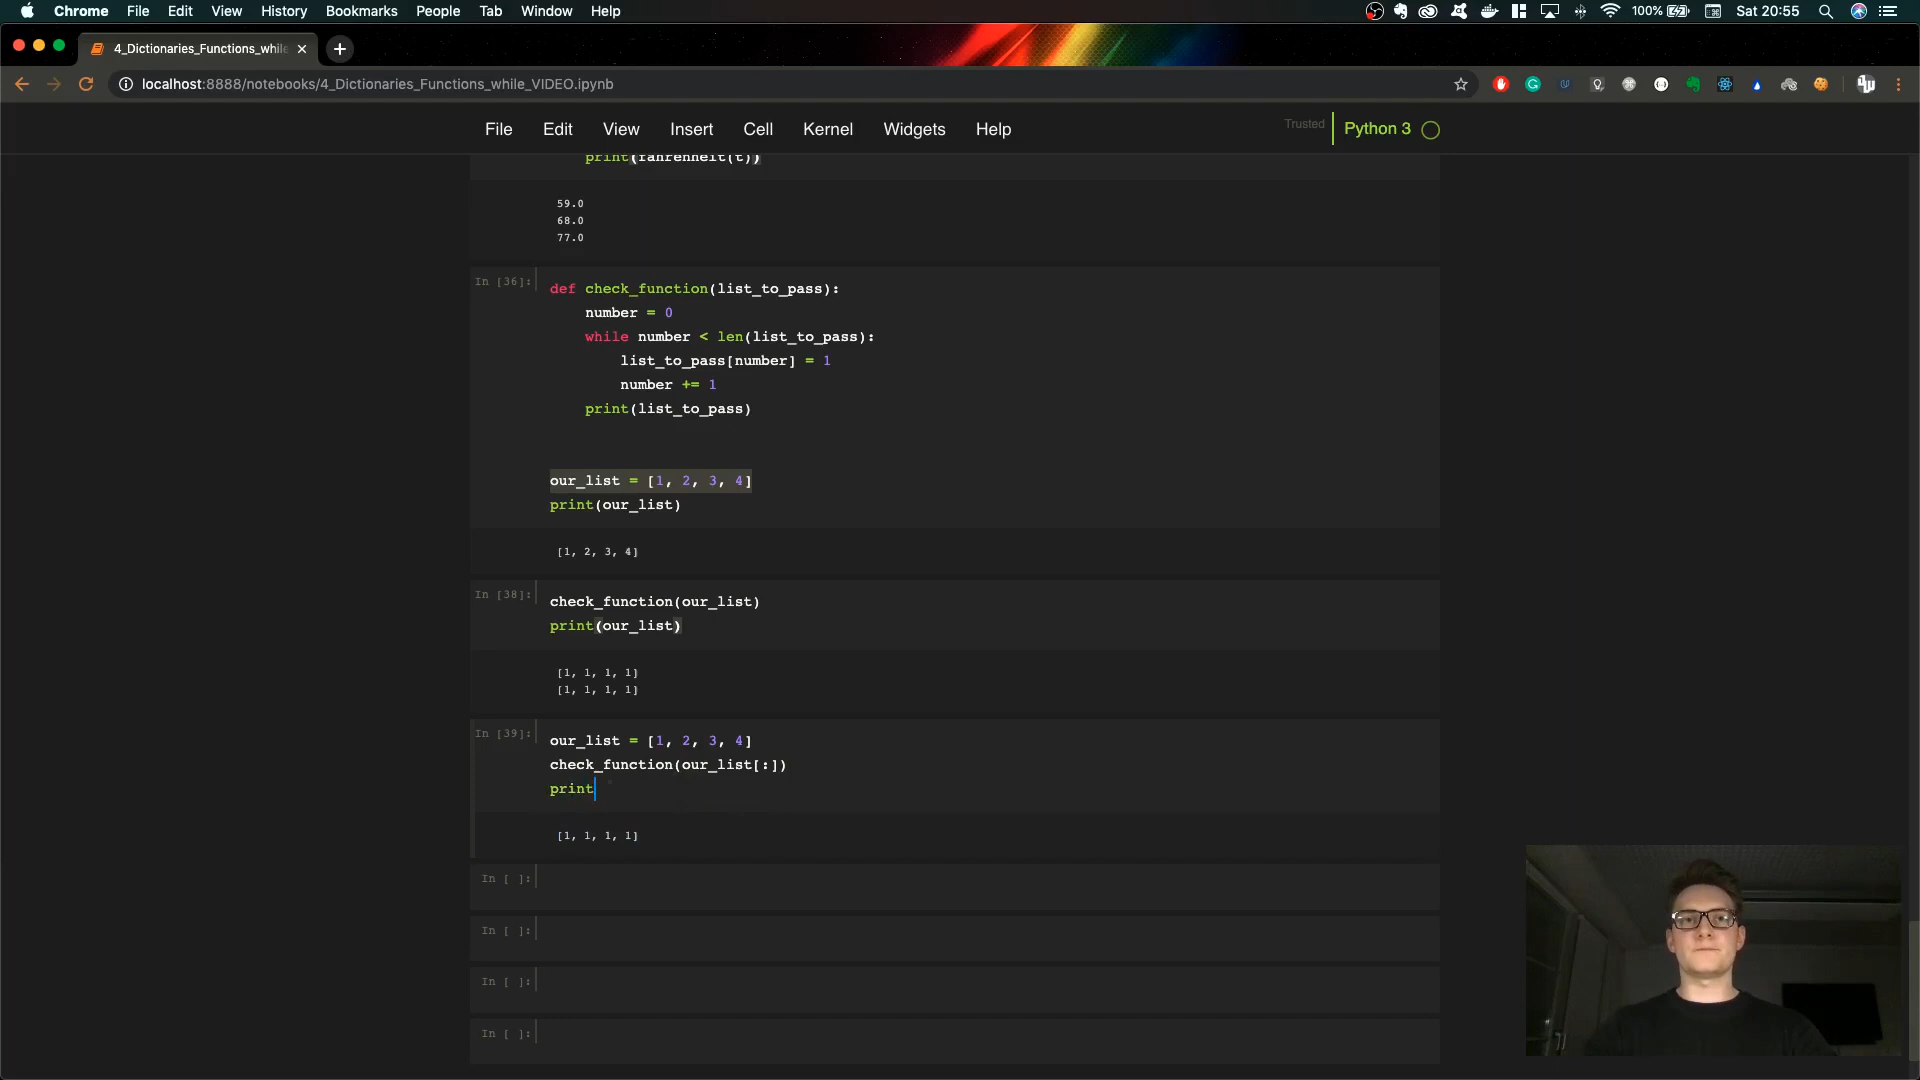 Chrome File Edit View History Bookmarks People Tab Window Help 100% Sat 20:55
4_Dictionaries_Functions_while
localhost:8888/notebooks/4_Dictionaries_Functions_while_VIDEO.ipynb
File Edit View Insert Cell Kernel Widgets Help Trusted Python 3
print(fahrenheit(t))
59.0
68.0
77.0
In [36]: def check_function(list_to_pass):
number = 0
while number < len(list_to_pass):
list_to_pass[number] = 1
number += 1
print(list_to_pass)
our_list = [1, 2, 3, 4]
print(our_list)
[1, 2, 3, 4]
In [38]: check_function(our_list)
print(our_list)
[1, 1, 1, 1]
[1, 1, 1, 1]
In [39]: our_list = [1, 2, 3, 4]
check_function(our_list[:])
print
[1, 1, 1, 1]
In [ ]:
In [ ]:
In [ ]:
In [ ]: